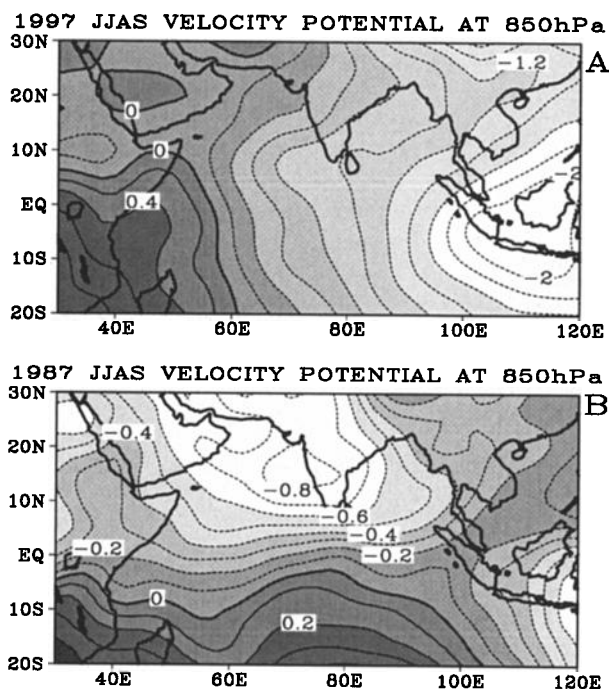 1997 JJAS VELOCITY POTENTIAL AT 850hPa
30N
A
-1.2
20N
0
10N
0
-2
EQ
0.4
10S
-2
20S
40E 60E 80E 100E 120E
1987 JJAS VELOCITY POTENTIAL AT 850hPa
30N
B
-0.4
20N
-0.8
10N
-0.6
-0.4
-0.2
-0.2
EQ
0
10S
0.2
20S
40E 60E 80E 100E 120E